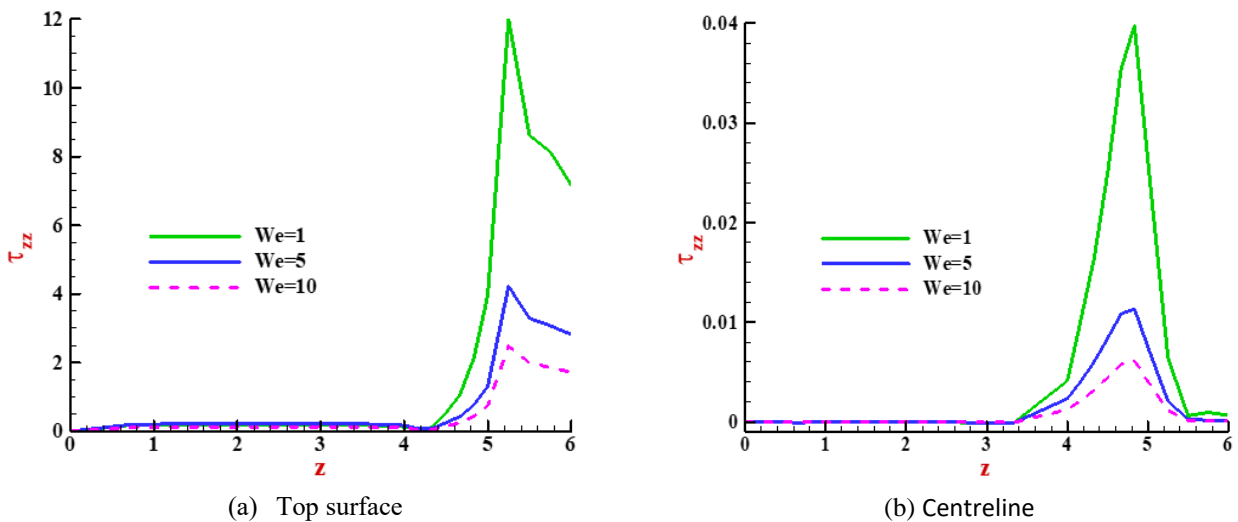 12
10
8
6
4
2
0
τzz
We=1
We=5
We=10
0 1 2 3 4 5 6
z
(a) Top surface
0.04
0.03
0.02
0.01
0
τzz
We=1
We=5
We=10
0 1 2 3 4 5 6
z
(b) Centreline